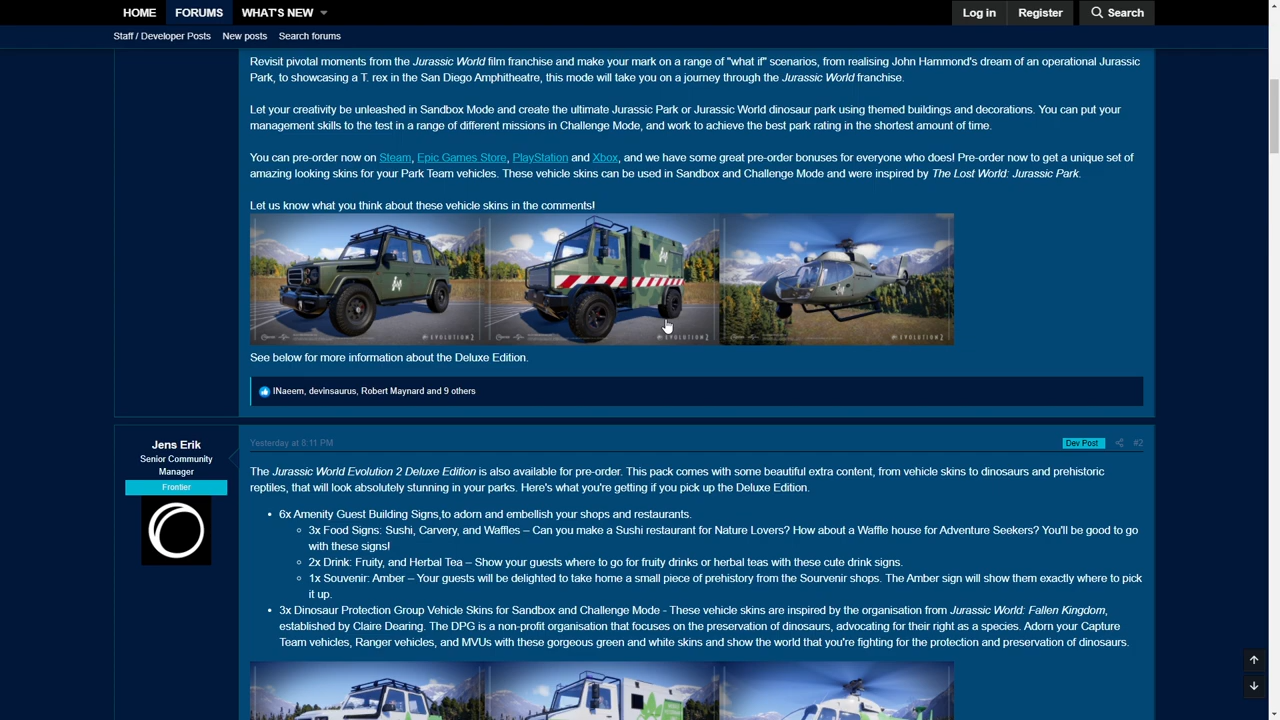 HOME FORUMS WHAT'S NEW Log in Register Search
Staff / Developer Posts New posts Search forums
Revisit pivotal moments from the Jurassic World film franchise and make your mark on a range of "what if" scenarios, from realising John Hammond's dream of an operational Jurassic
Park, to showcasing a T. rex in the San Diego Amphitheatre, this mode will take you on a journey through the Jurassic World franchise.
Let your creativity be unleashed in Sandbox Mode and create the ultimate Jurassic Park or Jurassic World dinosaur park using themed buildings and decorations. You can put your
management skills to the test in a range of different missions in Challenge Mode, and work to achieve the best park rating in the shortest amount of time.
You can pre-order now on Steam, Epic Games Store, PlayStation and Xbox, and we have some great pre-order bonuses for everyone who does! Pre-order now to get a unique set of
amazing looking skins for your Park Team vehicles. These vehicle skins can be used in Sandbox and Challenge Mode and were inspired by The Lost World: Jurassic Park.
Let us know what you think about these vehicle skins in the comments!
EVOLUTION 2 EVOLUTION 2 EVOLUTION 2
See below for more information about the Deluxe Edition.
INaeem, devinsaurus, Robert Maynard and 9 others
Jens Erik
Senior Community
Manager
Frontier
Yesterday at 8:11 PM Dev Post #2
The Jurassic World Evolution 2 Deluxe Edition is also available for pre-order. This pack comes with some beautiful extra content, from vehicle skins to dinosaurs and prehistoric
reptiles, that will look absolutely stunning in your parks. Here's what you're getting if you pick up the Deluxe Edition.
• 6x Amenity Guest Building Signs,to adorn and embellish your shops and restaurants.
○ 3x Food Signs: Sushi, Carvery, and Waffles – Can you make a Sushi restaurant for Nature Lovers? How about a Waffle house for Adventure Seekers? You'll be good to go
with these signs!
○ 2x Drink: Fruity, and Herbal Tea – Show your guests where to go for fruity drinks or herbal teas with these cute drink signs.
○ 1x Souvenir: Amber – Your guests will be delighted to take home a small piece of prehistory from the Sourvenir shops. The Amber sign will show them exactly where to pick
it up.
• 3x Dinosaur Protection Group Vehicle Skins for Sandbox and Challenge Mode - These vehicle skins are inspired by the organisation from Jurassic World: Fallen Kingdom,
established by Claire Dearing. The DPG is a non-profit organisation that focuses on the preservation of dinosaurs, advocating for their right as a species. Adorn your Capture
Team vehicles, Ranger vehicles, and MVUs with these gorgeous green and white skins and show the world that you're fighting for the protection and preservation of dinosaurs.